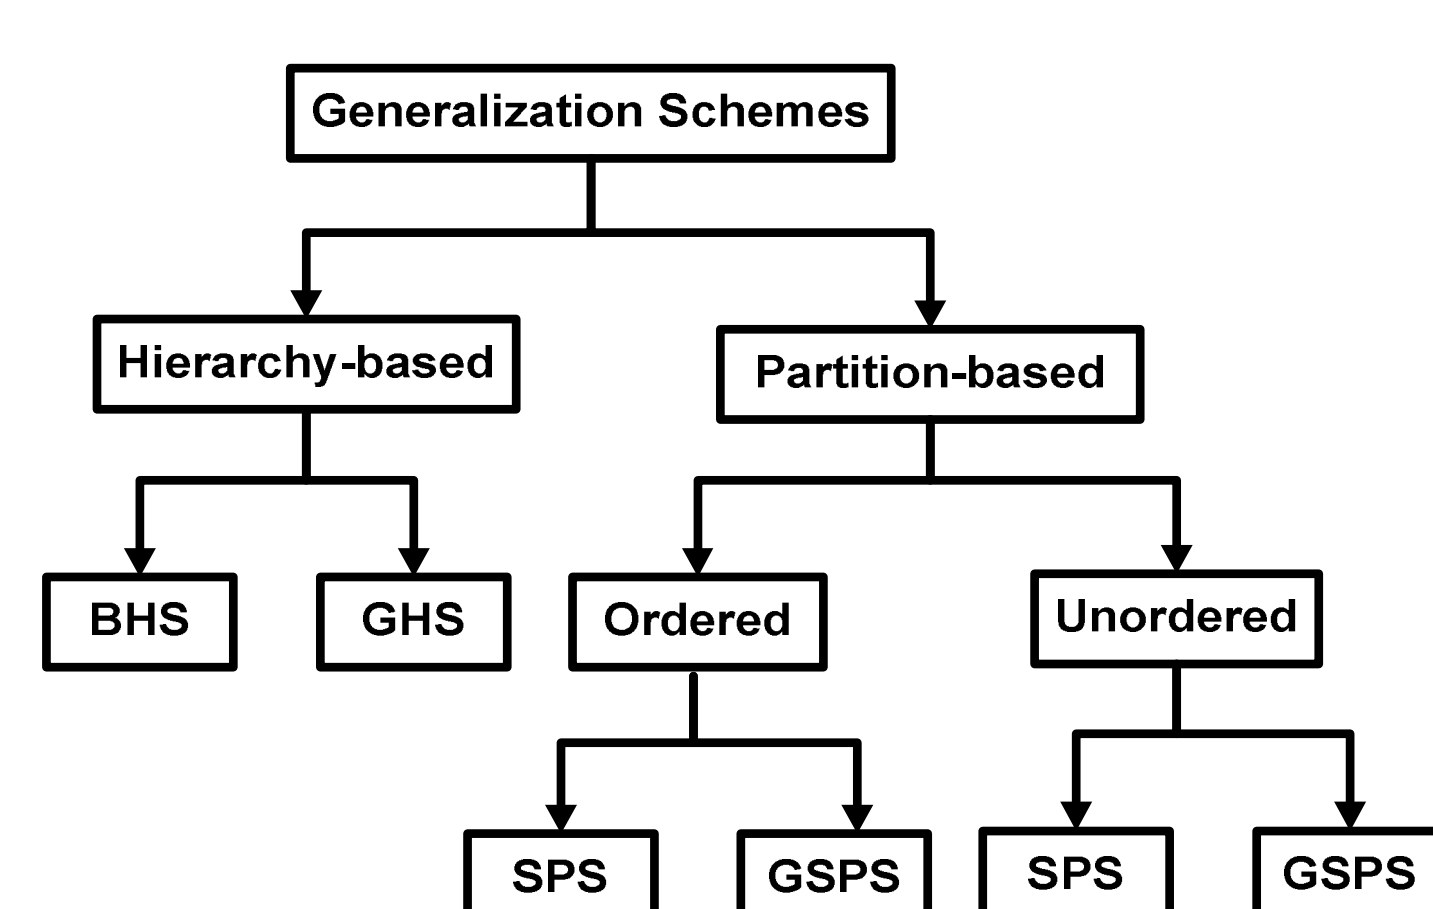 Generalization Schemes
Hierarchy-based
Partition-based
BHS
GHS
Ordered
Unordered
SPS
GSPS
SPS
GSPS